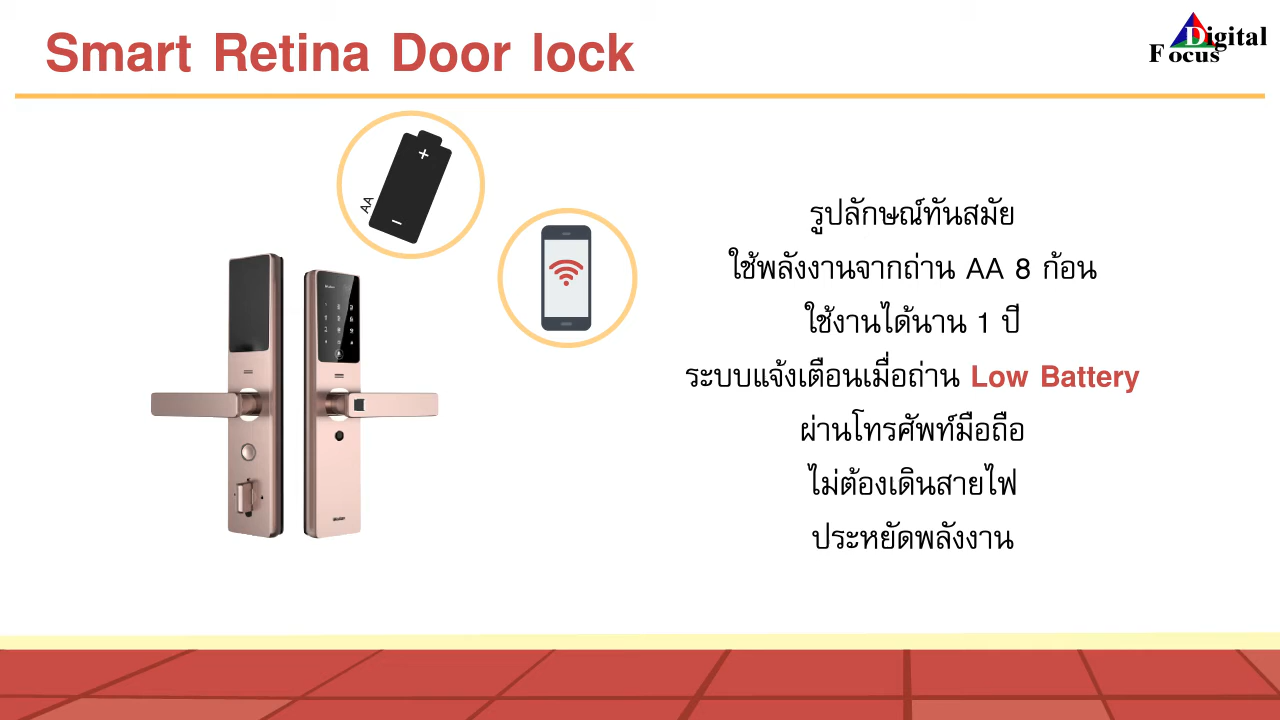 Smart Retina Door lock
Digital
Focus
AA
รูปลักษณ์ทันสมัย
ใช้พลังงานจากถ่าน AA 8 ก้อน
ใช้งานได้นาน 1 ปี
ระบบแจ้งเตือนเมื่อถ่าน Low Battery
ผ่านโทรศัพท์มือถือ
ไม่ต้องเดินสายไฟ
ประหยัดพลังงาน